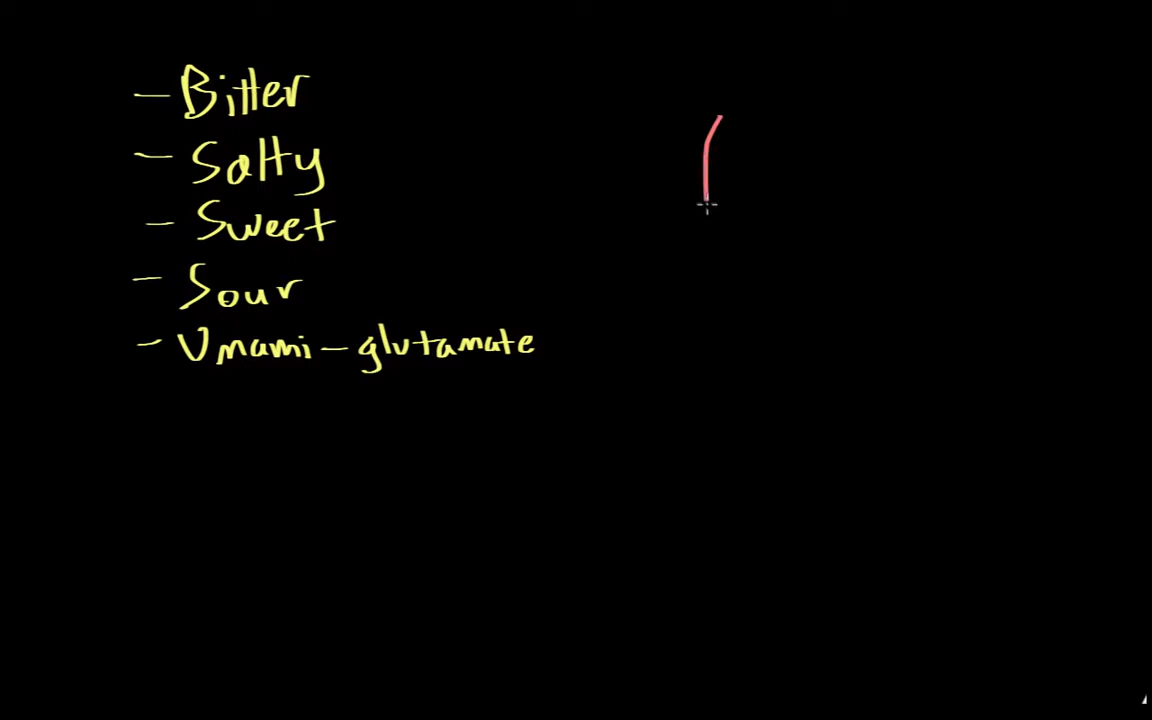 - Bitter
- Salty
- Sweet
- Sour
- Umami - glutamate